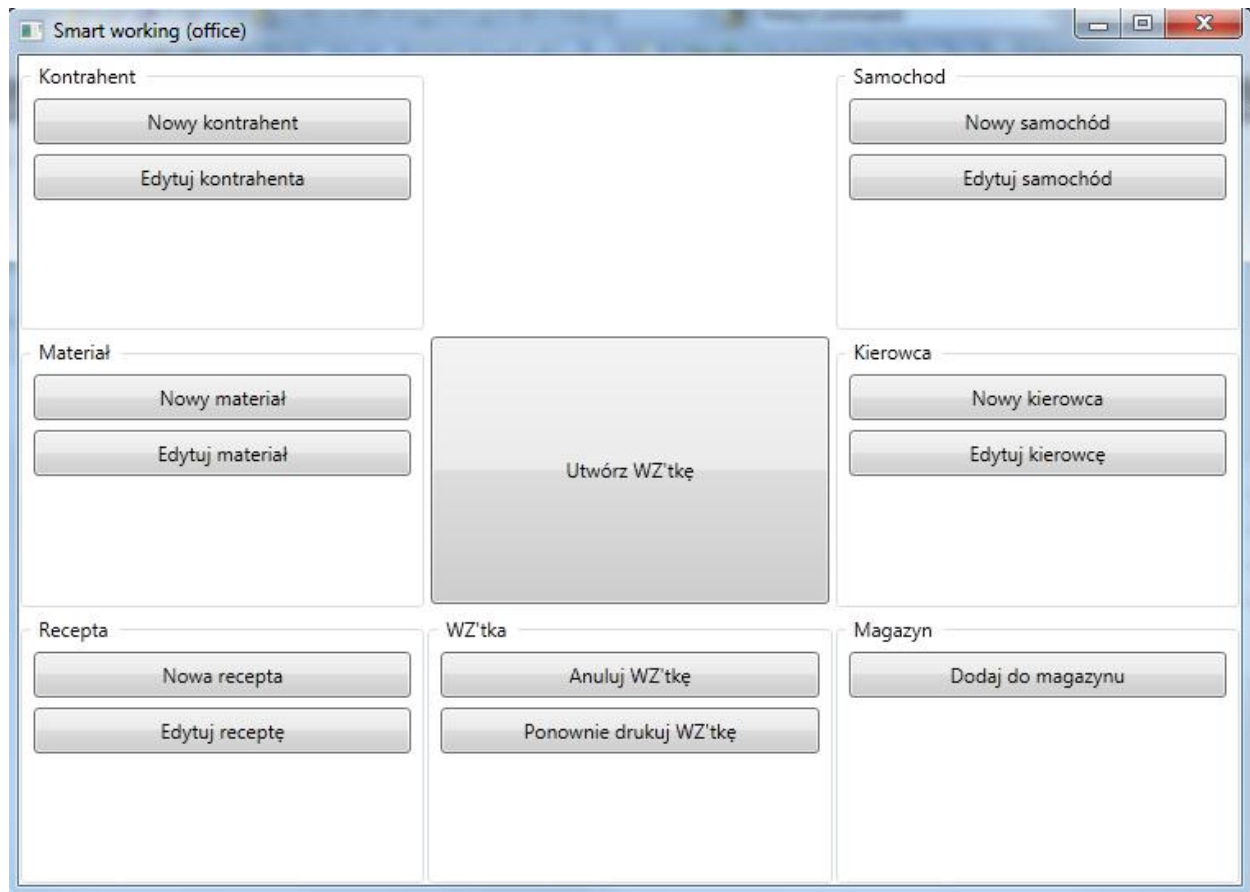 Smart working (office)
Kontrahent
Nowy kontrahent
Edytuj kontrahenta
Samochod
Nowy samochód
Edytuj samochód
Materiał
Nowy materiał
Edytuj materiał
Utwórz WZ'tkę
Kierowca
Nowy kierowca
Edytuj kierowcę
Recepta
Nowa recepta
Edytuj receptę
WZ'tka
Anuluj WZ'tkę
Ponownie drukuj WZ'tkę
Magazyn
Dodaj do magazynu